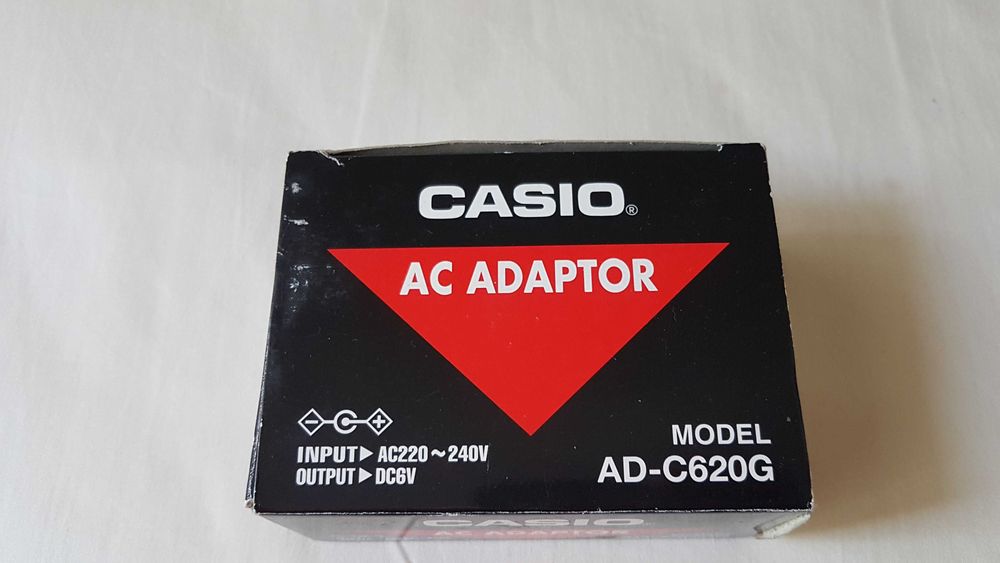 CASIO®
AC ADAPTOR
INPUT▶ AC220~240V
OUTPUT▶ DC6V
MODEL
AD-C620G
CASIO
AC ADAPTOR